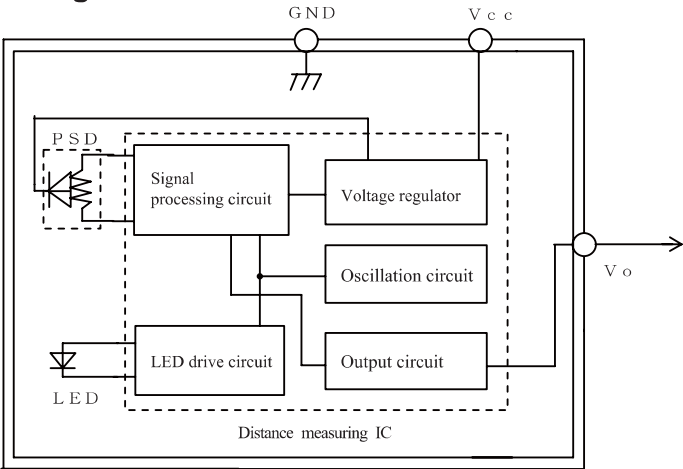 GND
Vcc
PSD
Signal
processing circuit
Voltage regulator
Oscillation circuit
Vo
LED drive circuit
Output circuit
LED
Distance measuring IC